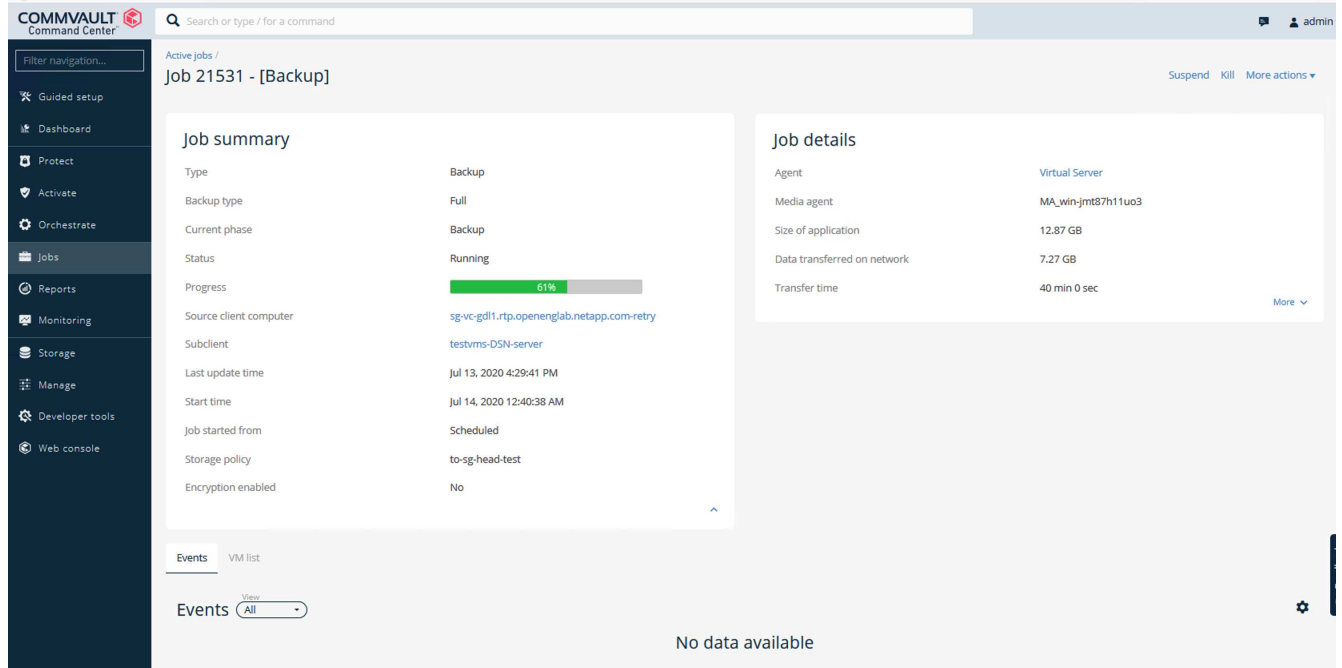 COMMVAULT
Command Center™
Search or type / for a command
admin
Filter navigation...
Guided setup
Dashboard
Protect
Activate
Orchestrate
Jobs
Reports
Monitoring
Storage
Manage
Developer tools
Web console
Active jobs /
Job 21531 - [Backup]
Suspend Kill More actions
Job summary
Type Backup
Backup type Full
Current phase Backup
Status Running
Progress 61%
Source client computer sg-vc-gdl1.rtp.openenglab.netapp.com-retry
Subclient testvms-DSN-server
Last update time Jul 13, 2020 4:29:41 PM
Start time Jul 14, 2020 12:40:38 AM
Job started from Scheduled
Storage policy to-sg-head-test
Encryption enabled No
Job details
Agent Virtual Server
Media agent MA_win-jmt87h11uo3
Size of application 12.87 GB
Data transferred on network 7.27 GB
Transfer time 40 min 0 sec
More
Events VM list
Events
View
All
No data available